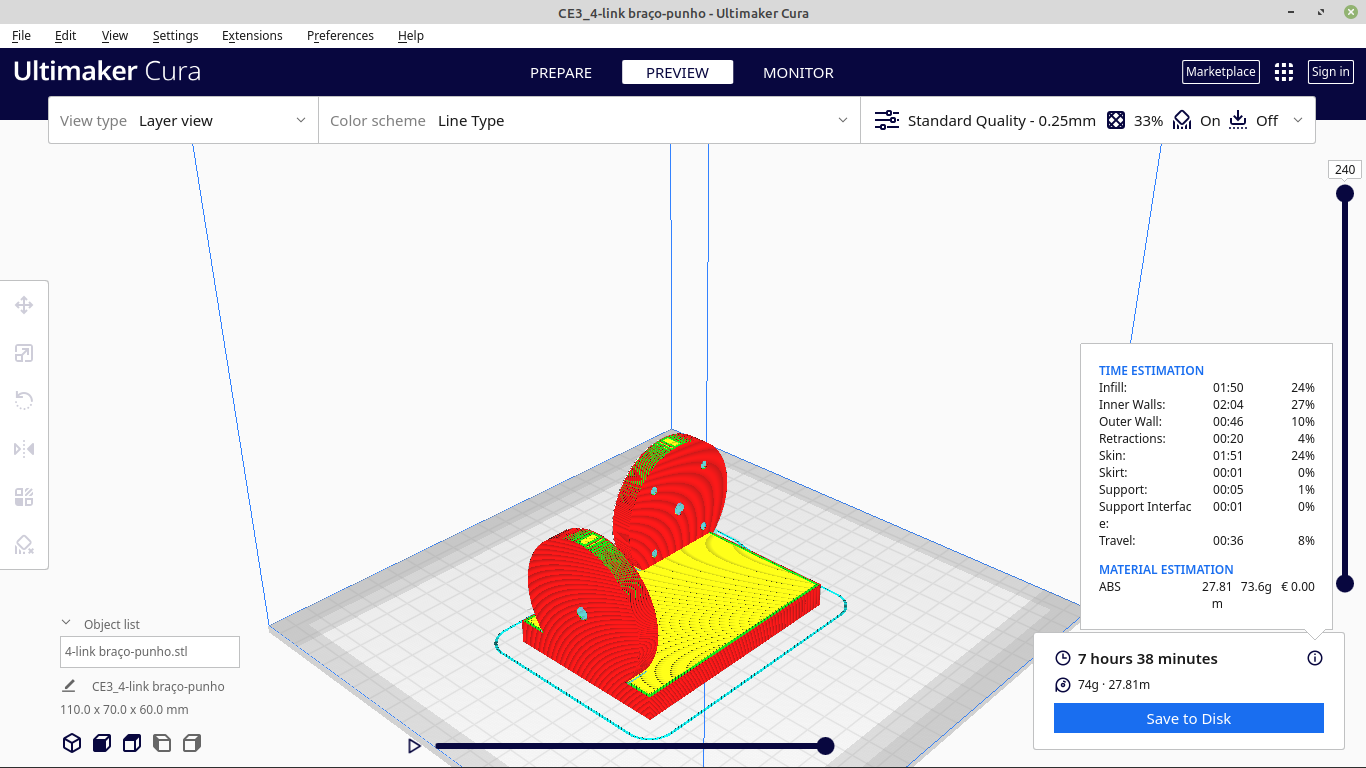 CE3_4-link braço-punho - Ultimaker Cura
File Edit View Settings Extensions Preferences Help
Ultimaker Cura PREPARE PREVIEW MONITOR Marketplace Sign in
View type Layer view Color scheme Line Type Standard Quality - 0.25mm 33% On Off
240
TIME ESTIMATION
Infill: 01:50 24%
Inner Walls: 02:04 27%
Outer Wall: 00:46 10%
Retractions: 00:20 4%
Skin: 01:51 24%
Skirt: 00:01 0%
Support: 00:05 1%
Support Interfac 00:01 0%
e:
Travel: 00:36 8%
MATERIAL ESTIMATION
ABS 27.81 73.6g € 0.00
m
Object list
4-link braço-punho.stl
CE3_4-link braço-punho
110.0 x 70.0 x 60.0 mm
7 hours 38 minutes
74g · 27.81m
Save to Disk